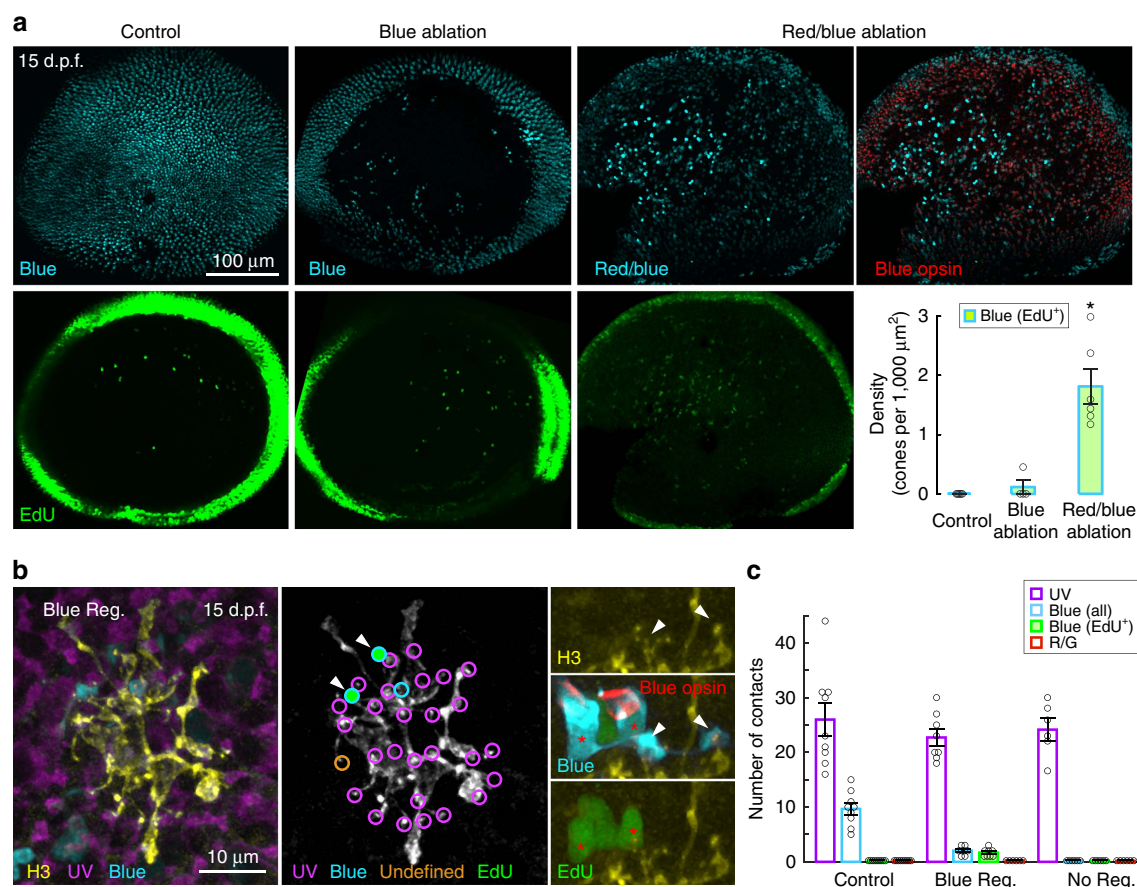 a
Control
Blue ablation
Red/blue ablation
15 d.p.f.
Blue
100 μm
Blue
Red/blue
Blue opsin
EdU
3
2
1
0
Density
(cones per 1,000 μm²)
Blue (EdU⁺)
*
Control
Blue
ablation
Red/blue
ablation
b
Blue Reg.
15 d.p.f.
H3
UV
Blue
10 μm
UV
Blue
Undefined
EdU
H3
Blue opsin
*
*
Blue
*
*
EdU
c
UV
Blue (all)
Blue (EdU⁺)
R/G
Number of contacts
40
30
20
10
0
Control
Blue Reg.
No Reg.